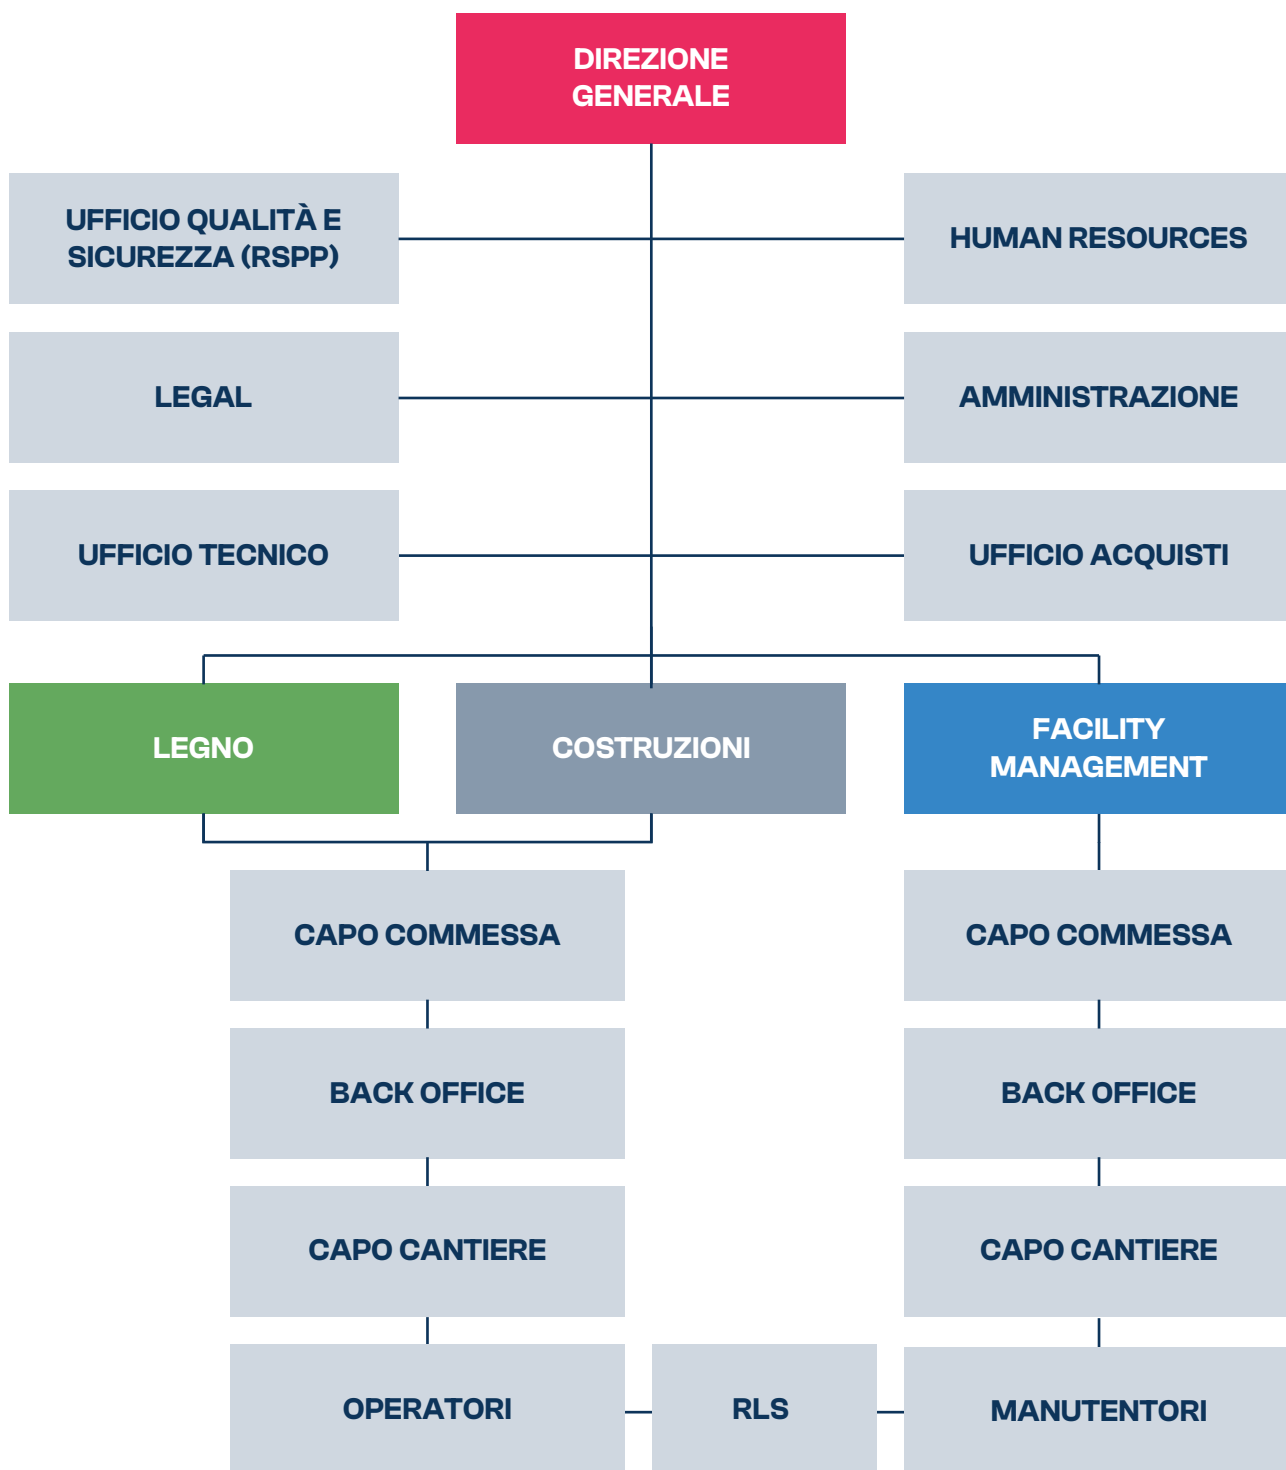 DIREZIONE
GENERALE
UFFICIO QUALITÀ E
SICUREZZA (RSPP)
HUMAN RESOURCES
LEGAL
AMMINISTRAZIONE
UFFICIO TECNICO
UFFICIO ACQUISTI
LEGNO
COSTRUZIONI
FACILITY
MANAGEMENT
CAPO COMMESSA
CAPO COMMESSA
BACK OFFICE
BACK OFFICE
CAPO CANTIERE
CAPO CANTIERE
OPERATORI
RLS
MANUTENTORI